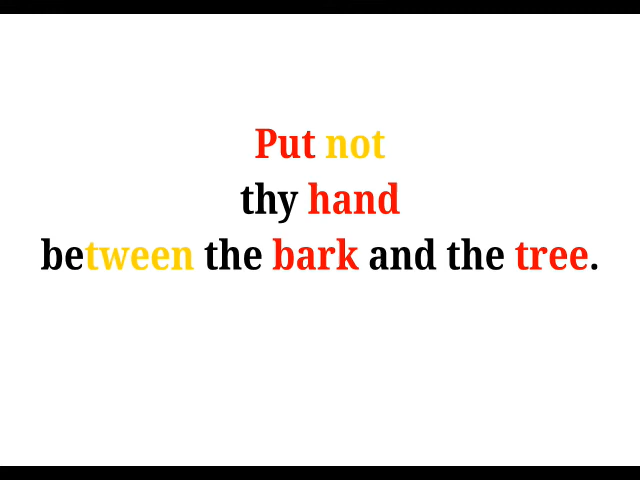 Put not
thy hand
between the bark and the tree.